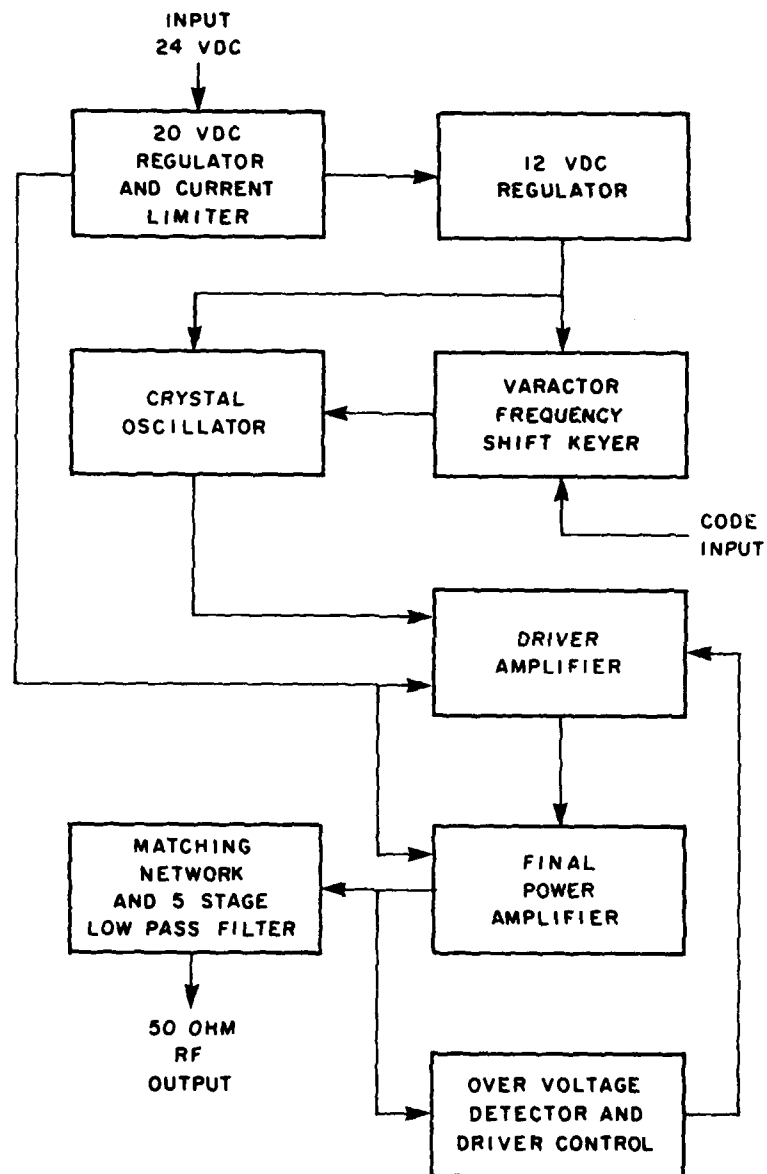 INPUT
24 VDC
20 VDC
REGULATOR
AND CURRENT
LIMITER
12 VDC
REGULATOR
CRYSTAL
OSCILLATOR
VARACTOR
FREQUENCY
SHIFT KEYER
CODE
INPUT
DRIVER
AMPLIFIER
MATCHING
NETWORK
AND 5 STAGE
LOW PASS FILTER
FINAL
POWER
AMPLIFIER
50 OHM
RF
OUTPUT
OVER VOLTAGE
DETECTOR AND
DRIVER CONTROL